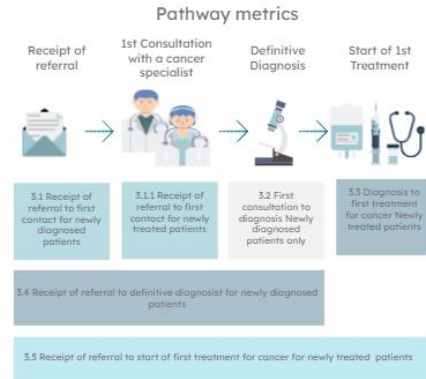 Pathway metrics
Receipt of
referral
1st Consultation
with a cancer
specialist
Definitive
Diagnosis
Start of 1st
Treatment
3.1 Receipt of
referral to first
contact for newly
diagnosed
patients
3.1.1 Receipt of
referral to first
contact for newly
treated patients
3.2 First
consultation to
diagnosis Newly
diagnosed
patients only
3.3 Diagnosis to
first treatment
for cancer Newly
treated patients
3.4 Receipt of referral to definitive diagnosist for newly diagnosed
patients
3.5 Receipt of referral to start of first treatment for cancer for newly treated patients